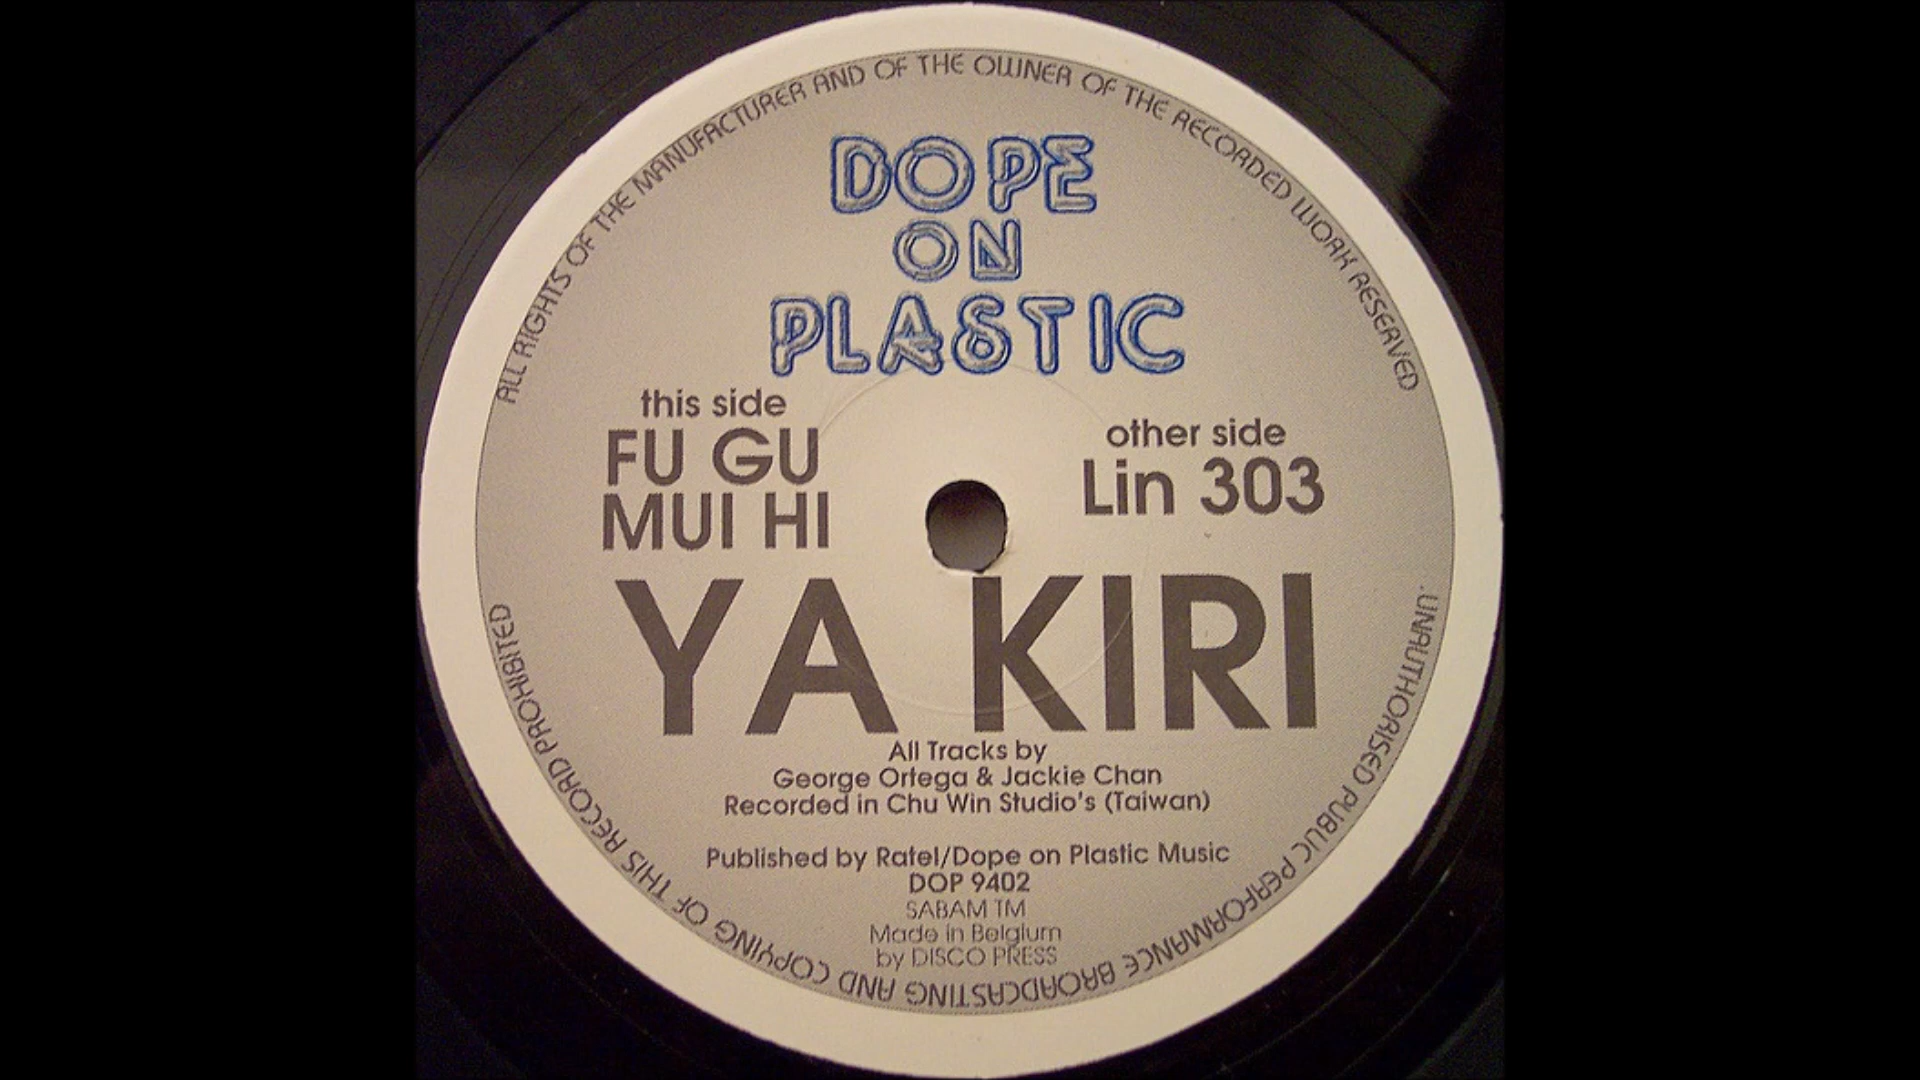 ALL RIGHTS OF THE MANUFACTURER AND OF THE OWNER OF THE RECORDED WORK RESERVED
DOPE
ON
PLASTIC
this side
FU GU
MUI HI
other side
Lin 303
YA KIRI
All Tracks by
George Ortega & Jackie Chan
Recorded in Chu Win Studio's (Taiwan)
Published by Ratel/Dope on Plastic Music
DOP 9402
SABAM TM
Made in Belgium
by DISCO PRESS
.UNAUTHORISED PUBLIC PERFORMANCE BROADCASTING AND COPYING OF THIS RECORD PROHIBITED